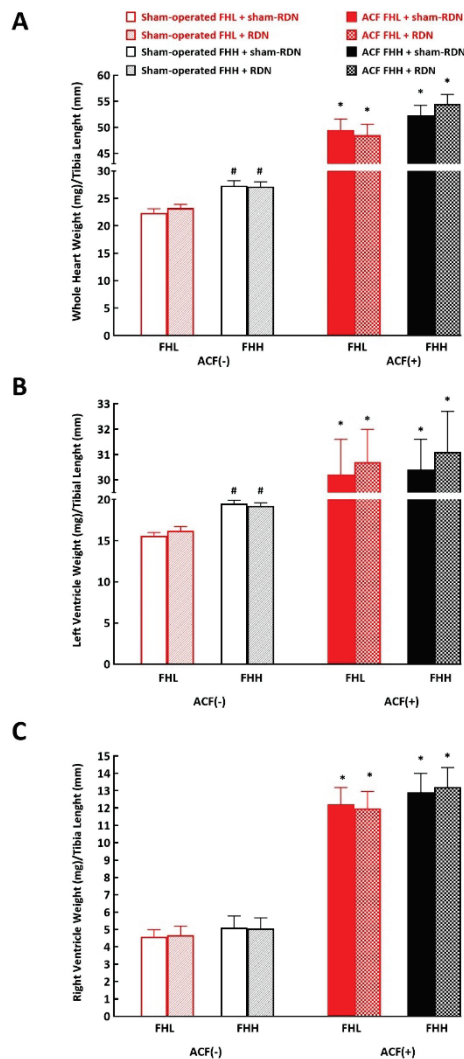 A
Sham-operated FHL + sham-RDN
Sham-operated FHL + RDN
Sham-operated FHH + sham-RDN
Sham-operated FHH + RDN
ACF FHL + sham-RDN
ACF FHL + RDN
ACF FHH + sham-RDN
ACF FHH + RDN
Whole Heart Weight (mg)/Tibia Lenght (mm)
60
55
50
45
30
20
10
0
# #
* * * *
FHL FHH FHL FHH
ACF(-) ACF(+)
B
Left Ventricle Weight (mg)/Tibial Lenght (mm)
33
32
31
30
20
15
10
5
0
# #
* * * *
FHL FHH FHL FHH
ACF(-) ACF(+)
C
Right Ventricle Weight (mg)/Tibia Lenght (mm)
15
14
13
12
11
10
9
8
7
6
5
4
3
2
1
0
* * * *
FHL FHH FHL FHH
ACF(-) ACF(+)